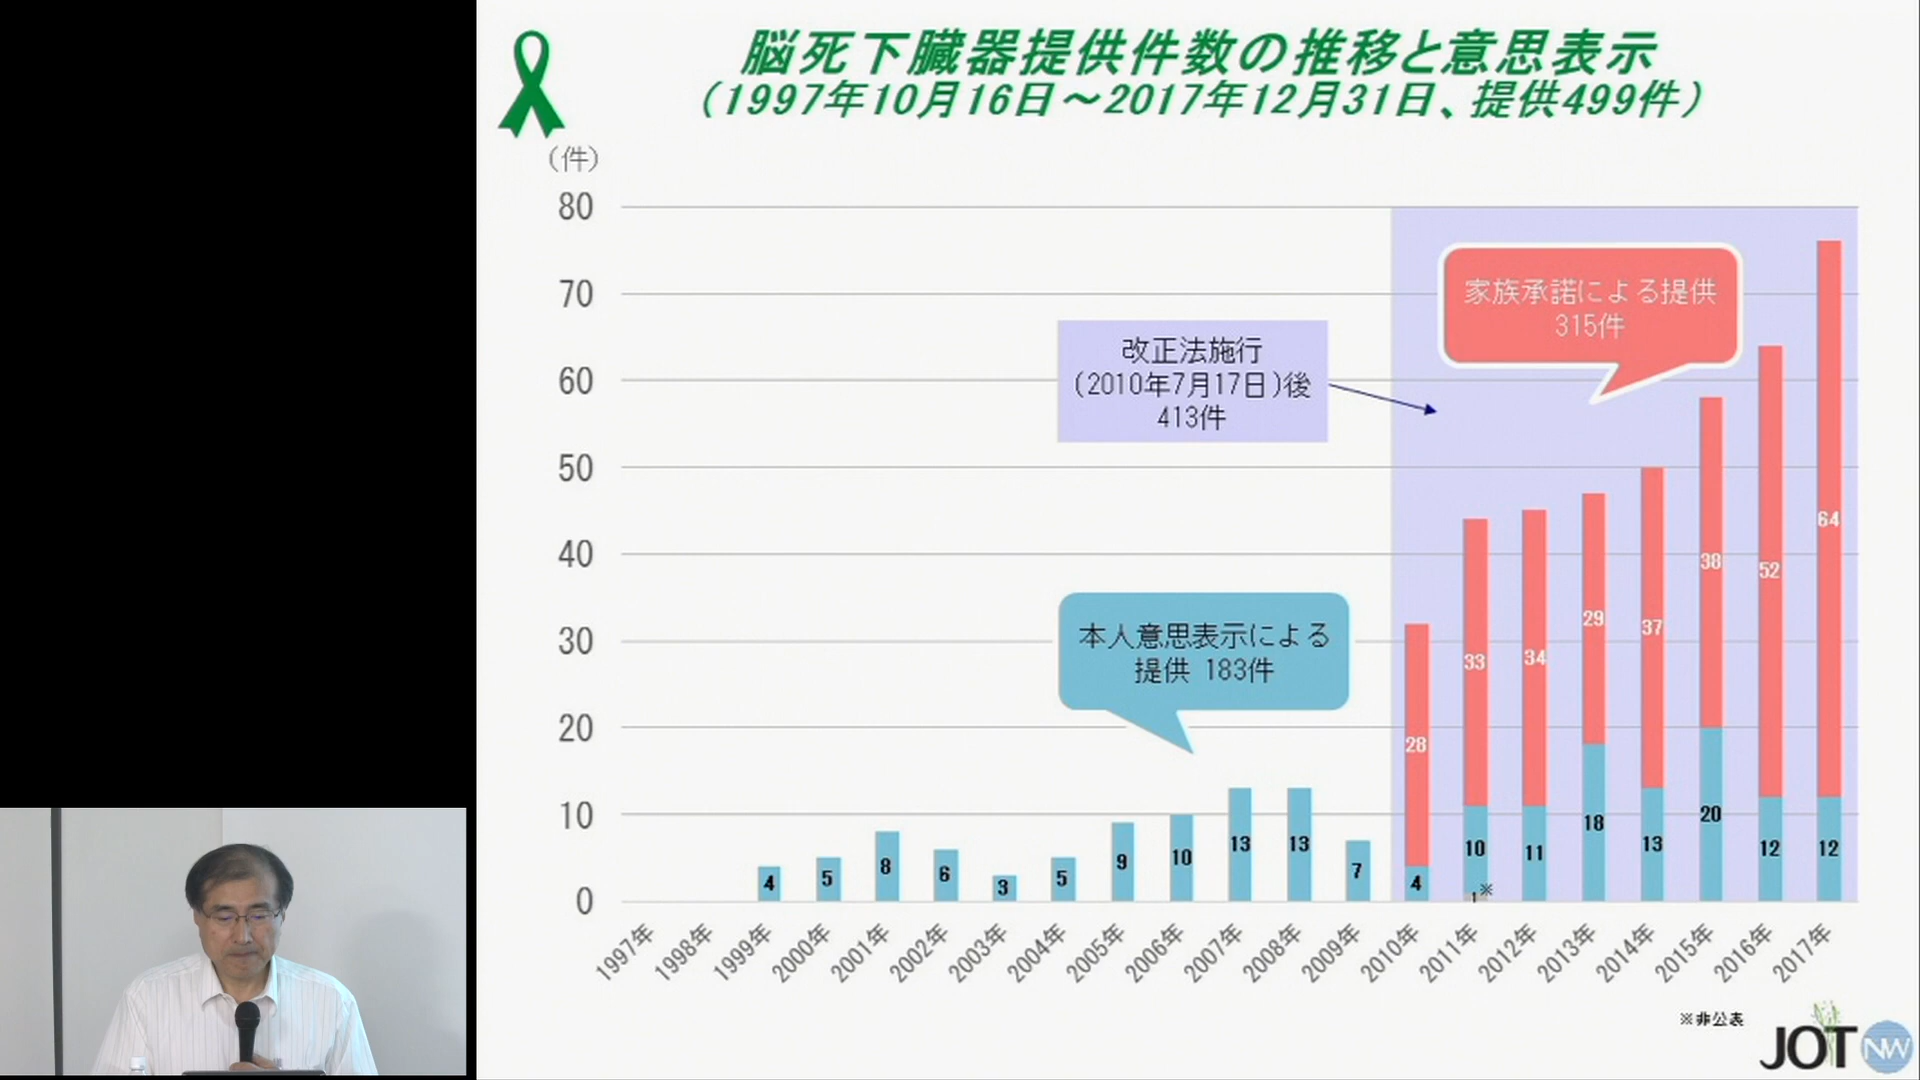 脳死下臓器提供件数の推移と意思表示
（1997年10月16日～2017年12月31日、提供499件）
（件）
80
70
60
50
40
30
20
10
0
改正法施行
（2010年7月17日）後
413件
家族承諾による提供
315件
本人意思表示による
提供 183件
4
5
8
6
3
5
9
10
13
13
7
28
4
33
10
1※
34
11
29
18
37
13
38
20
52
12
64
12
1997年
1998年
1999年
2000年
2001年
2002年
2003年
2004年
2005年
2006年
2007年
2008年
2009年
2010年
2011年
2012年
2013年
2014年
2015年
2016年
2017年
※非公表
JOT NW